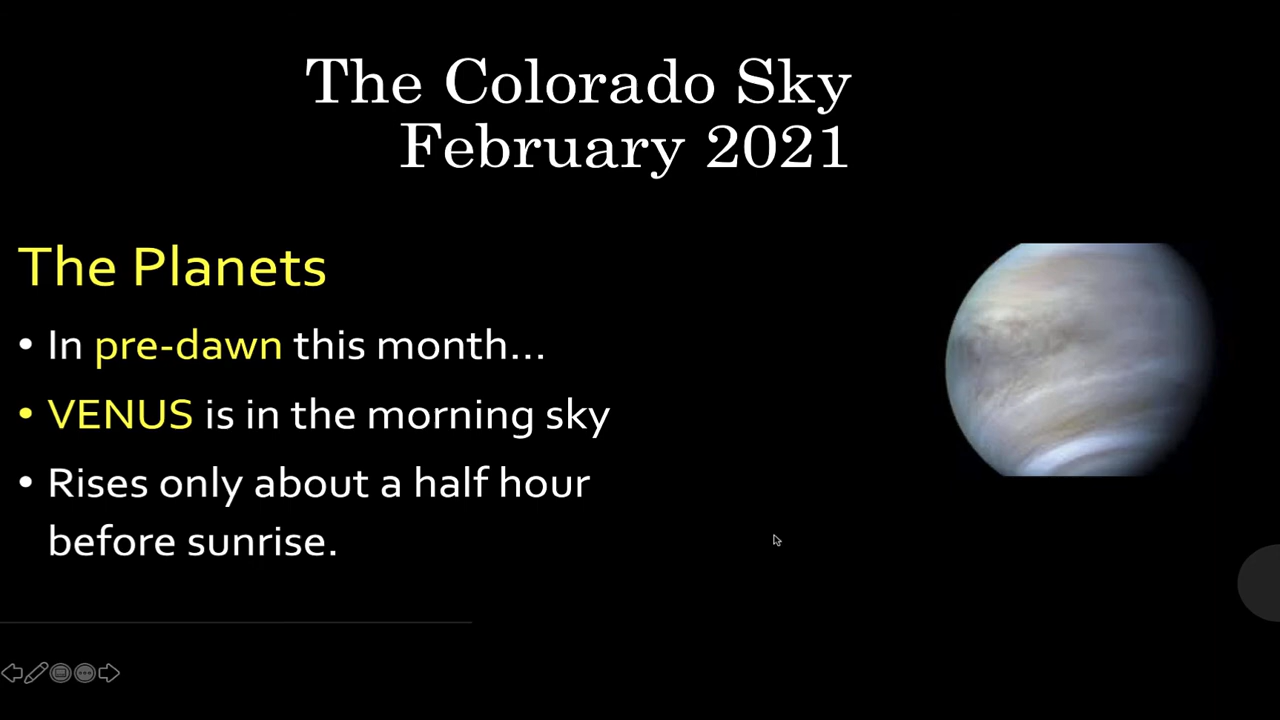 The Colorado Sky
February 2021
The Planets
• In pre-dawn this month...
• VENUS is in the morning sky
• Rises only about a half hour
before sunrise.